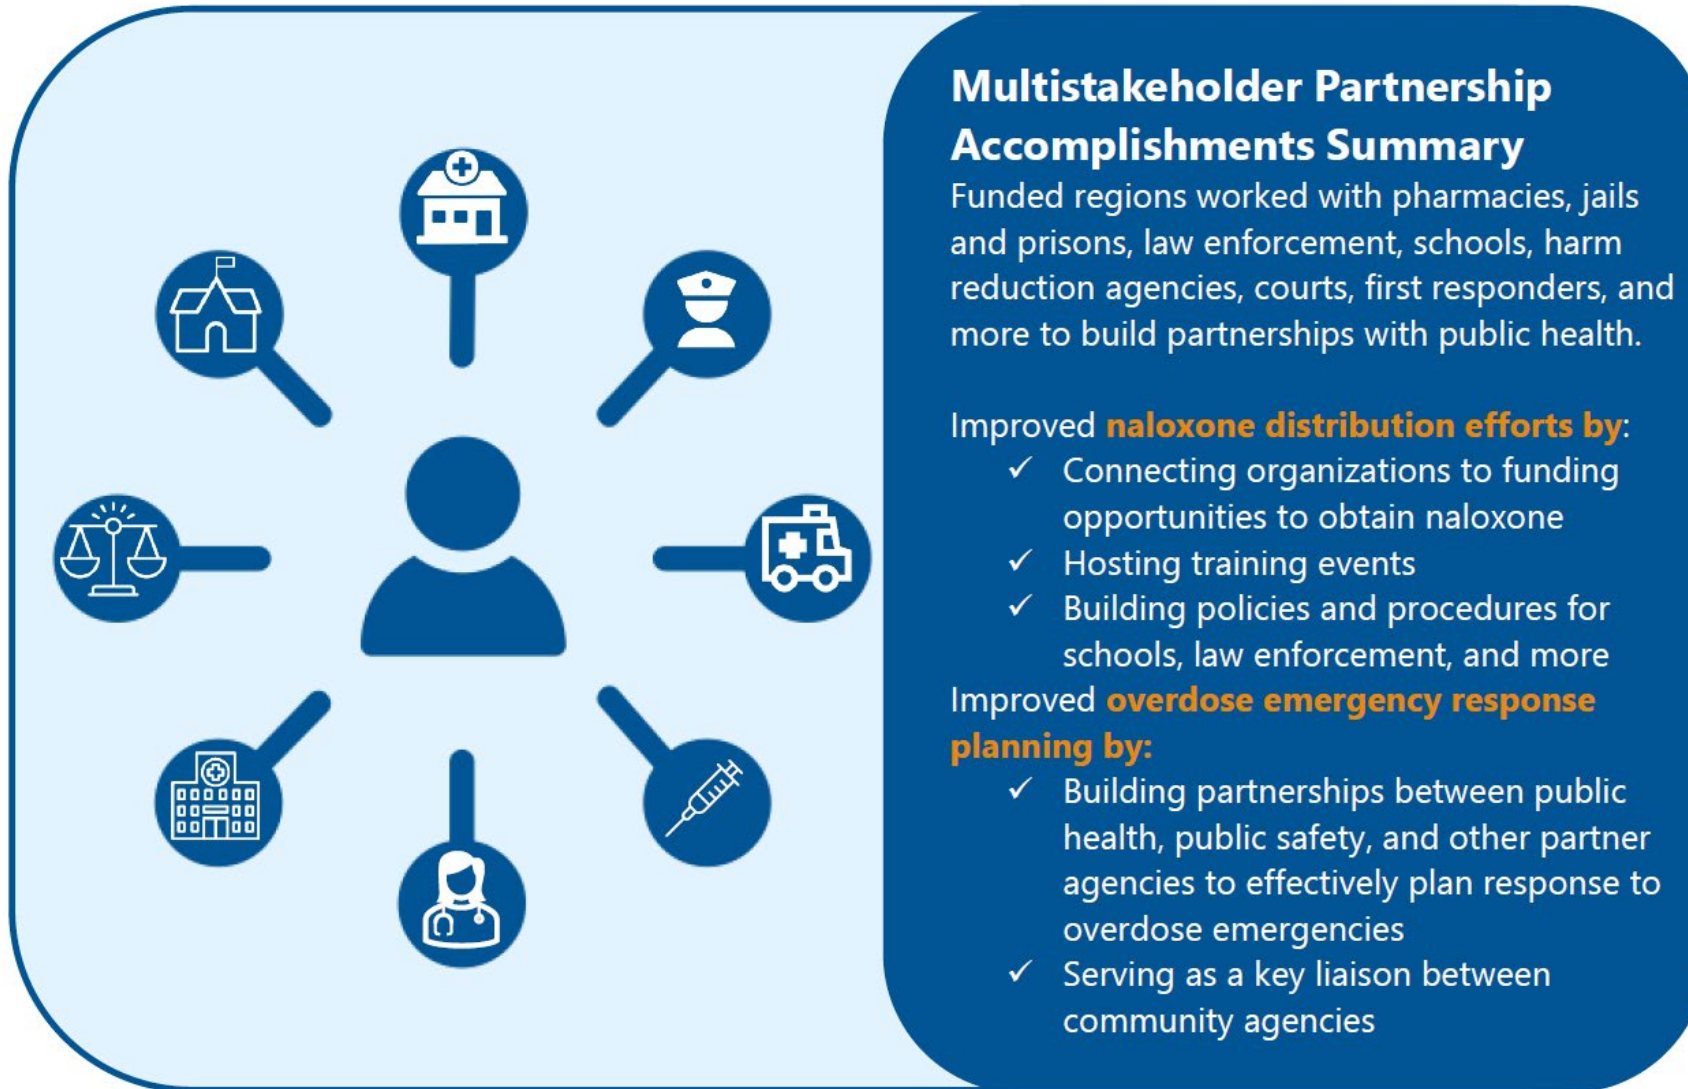 Multistakeholder Partnership
Accomplishments Summary
Funded regions worked with pharmacies, jails
and prisons, law enforcement, schools, harm
reduction agencies, courts, first responders, and
more to build partnerships with public health.
Improved naloxone distribution efforts by:
✓ Connecting organizations to funding
opportunities to obtain naloxone
✓ Hosting training events
✓ Building policies and procedures for
schools, law enforcement, and more
Improved overdose emergency response
planning by:
✓ Building partnerships between public
health, public safety, and other partner
agencies to effectively plan response to
overdose emergencies
✓ Serving as a key liaison between
community agencies